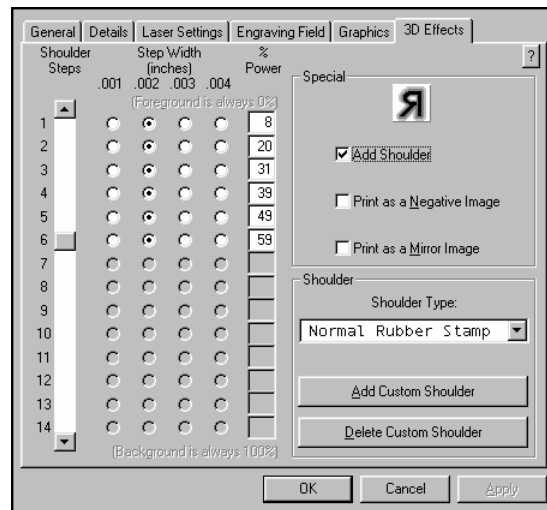 General Details Laser Settings Engraving Field Graphics 3D Effects
Shoulder Steps Step Width (inches) % Power
.001 .002 .003 .004
(Foreground is always 0%)
1 8
2 20
3 31
4 39
5 49
6 59
7
8
9
10
11
12
13
14
(Background is always 100%)
?
Special
Я
Add Shoulder
Print as a Negative Image
Print as a Mirror Image
Shoulder
Shoulder Type:
Normal Rubber Stamp
Add Custom Shoulder
Delete Custom Shoulder
OK Cancel Apply